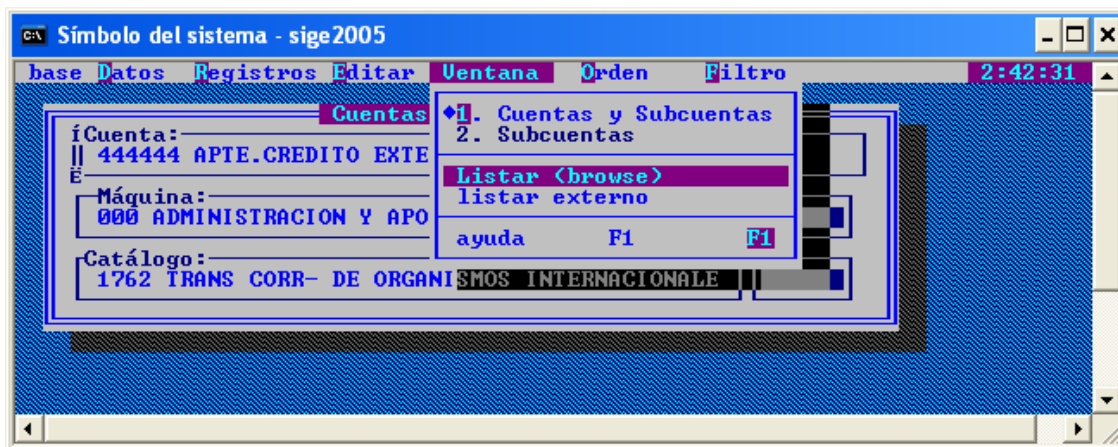 Símbolo del sistema - sige2005
base Datos Registros Editar Ventana Orden Filtro 2:42:31
Cuentas
1. Cuentas y Subcuentas
2. Subcuentas
Listar (browse)
listar externo
ayuda F1 F1
íCuenta:
444444 APTE.CREDITO EXTE
Máquina:
000 ADMINISTRACION Y APO
Catálogo:
1762 TRANS CORR- DE ORGANISMOS INTERNACIONALE